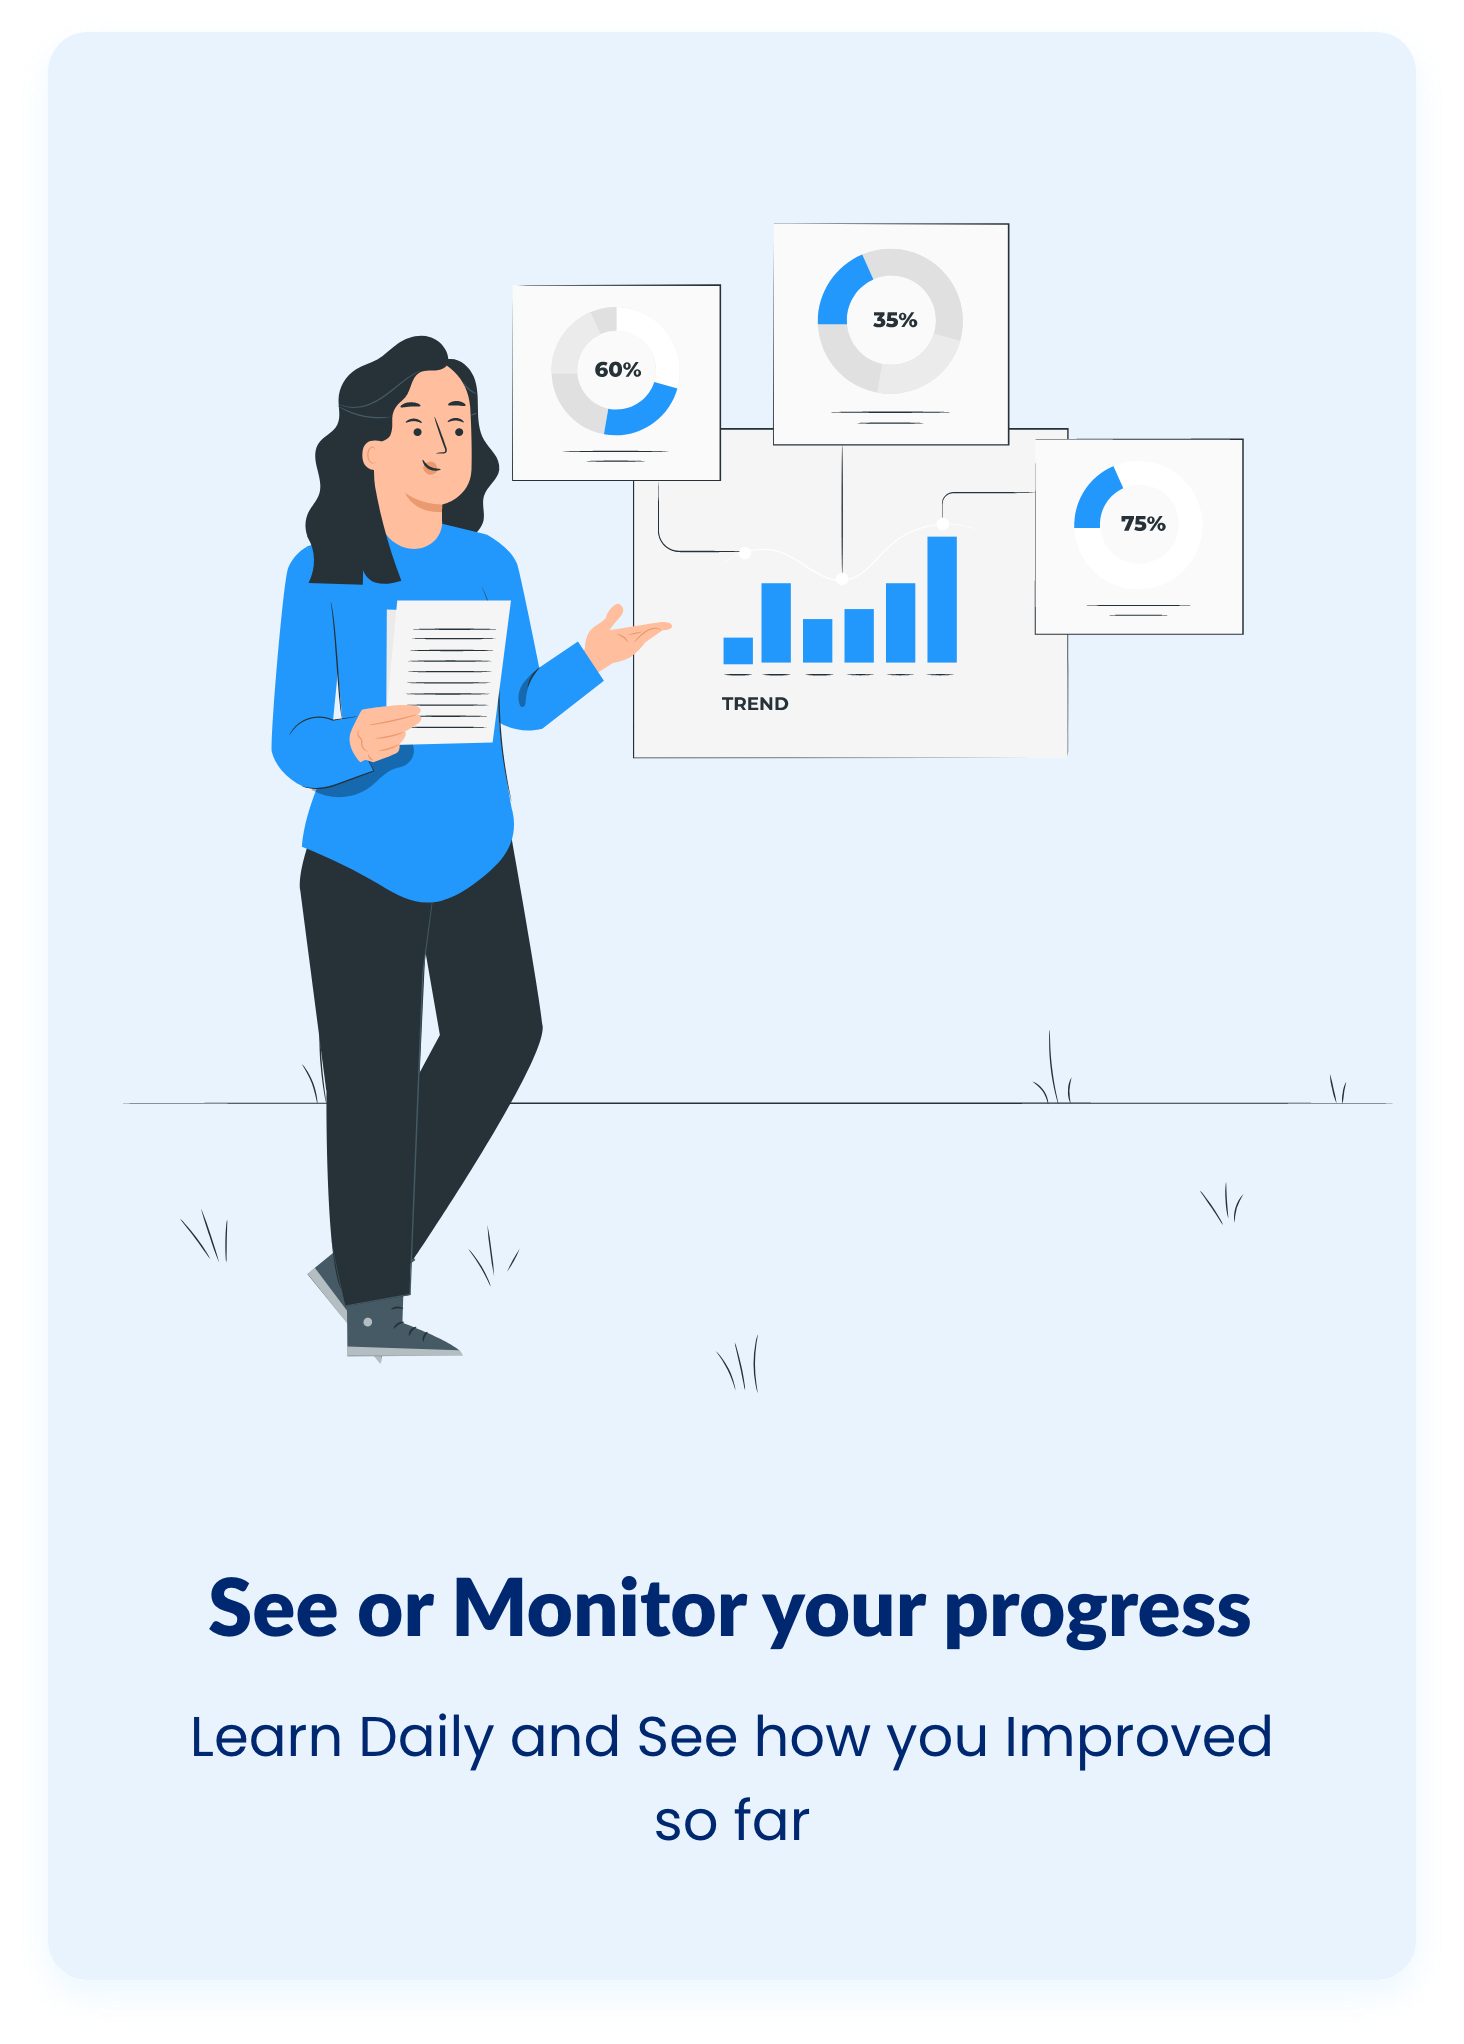 35%
60%
75%
TREND
See or Monitor your progress
Learn Daily and See how you Improved
so far